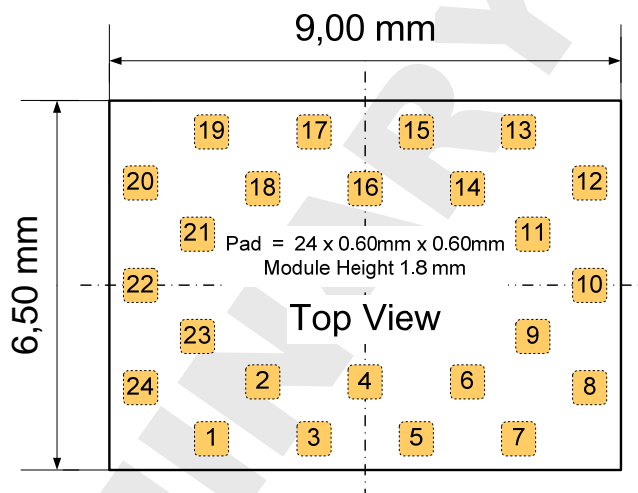 9,00 mm
19 17 15 13
20 18 16 14 12
21 11
Pad = 24 x 0.60mm x 0.60mm
Module Height 1.8 mm
6,50 mm
22 10
Top View
23 9
24 2 4 6 8
1 3 5 7